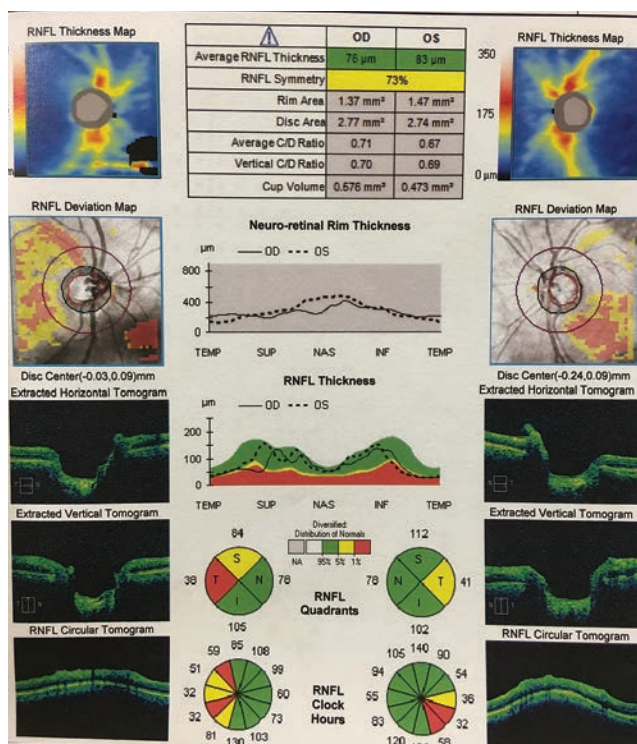 RNFL Thickness Map
OD OS
Average RNFL Thickness 76 µm 83 µm
RNFL Symmetry 73%
Rim Area 1.37 mm² 1.47 mm²
Disc Area 2.77 mm² 2.74 mm²
Average C/D Ratio 0.71 0.67
Vertical C/D Ratio 0.70 0.69
Cup Volume 0.576 mm³ 0.473 mm³
RNFL Thickness Map
350
175
0 µm
RNFL Deviation Map
Disc Center(-0.03,0.09)mm
Neuro-retinal Rim Thickness
µm OD OS
800
400
0
TEMP SUP NAS INF TEMP
RNFL Deviation Map
Disc Center(-0.24,0.09)mm
Extracted Horizontal Tomogram
RNFL Thickness
µm OD OS
200
100
0
TEMP SUP NAS INF TEMP
Extracted Horizontal Tomogram
Extracted Vertical Tomogram
Diversified:
Distribution of Normals
NA 95% 5% 1%
84
S
38 T N 78
I
105
RNFL
Quadrants
112
S
78 N T 41
I
102
Extracted Vertical Tomogram
RNFL Circular Tomogram
85
108
99
60
73
103
130
81
32
32
51
59
RNFL
Clock
Hours
140
90
54
36
32
58
120
83
55
94
105
RNFL Circular Tomogram